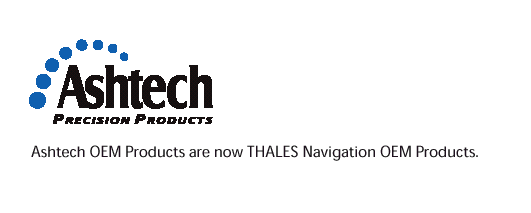 Ashtech
PRECISION PRODUCTS
Ashtech OEM Products are now THALES Navigation OEM Products.